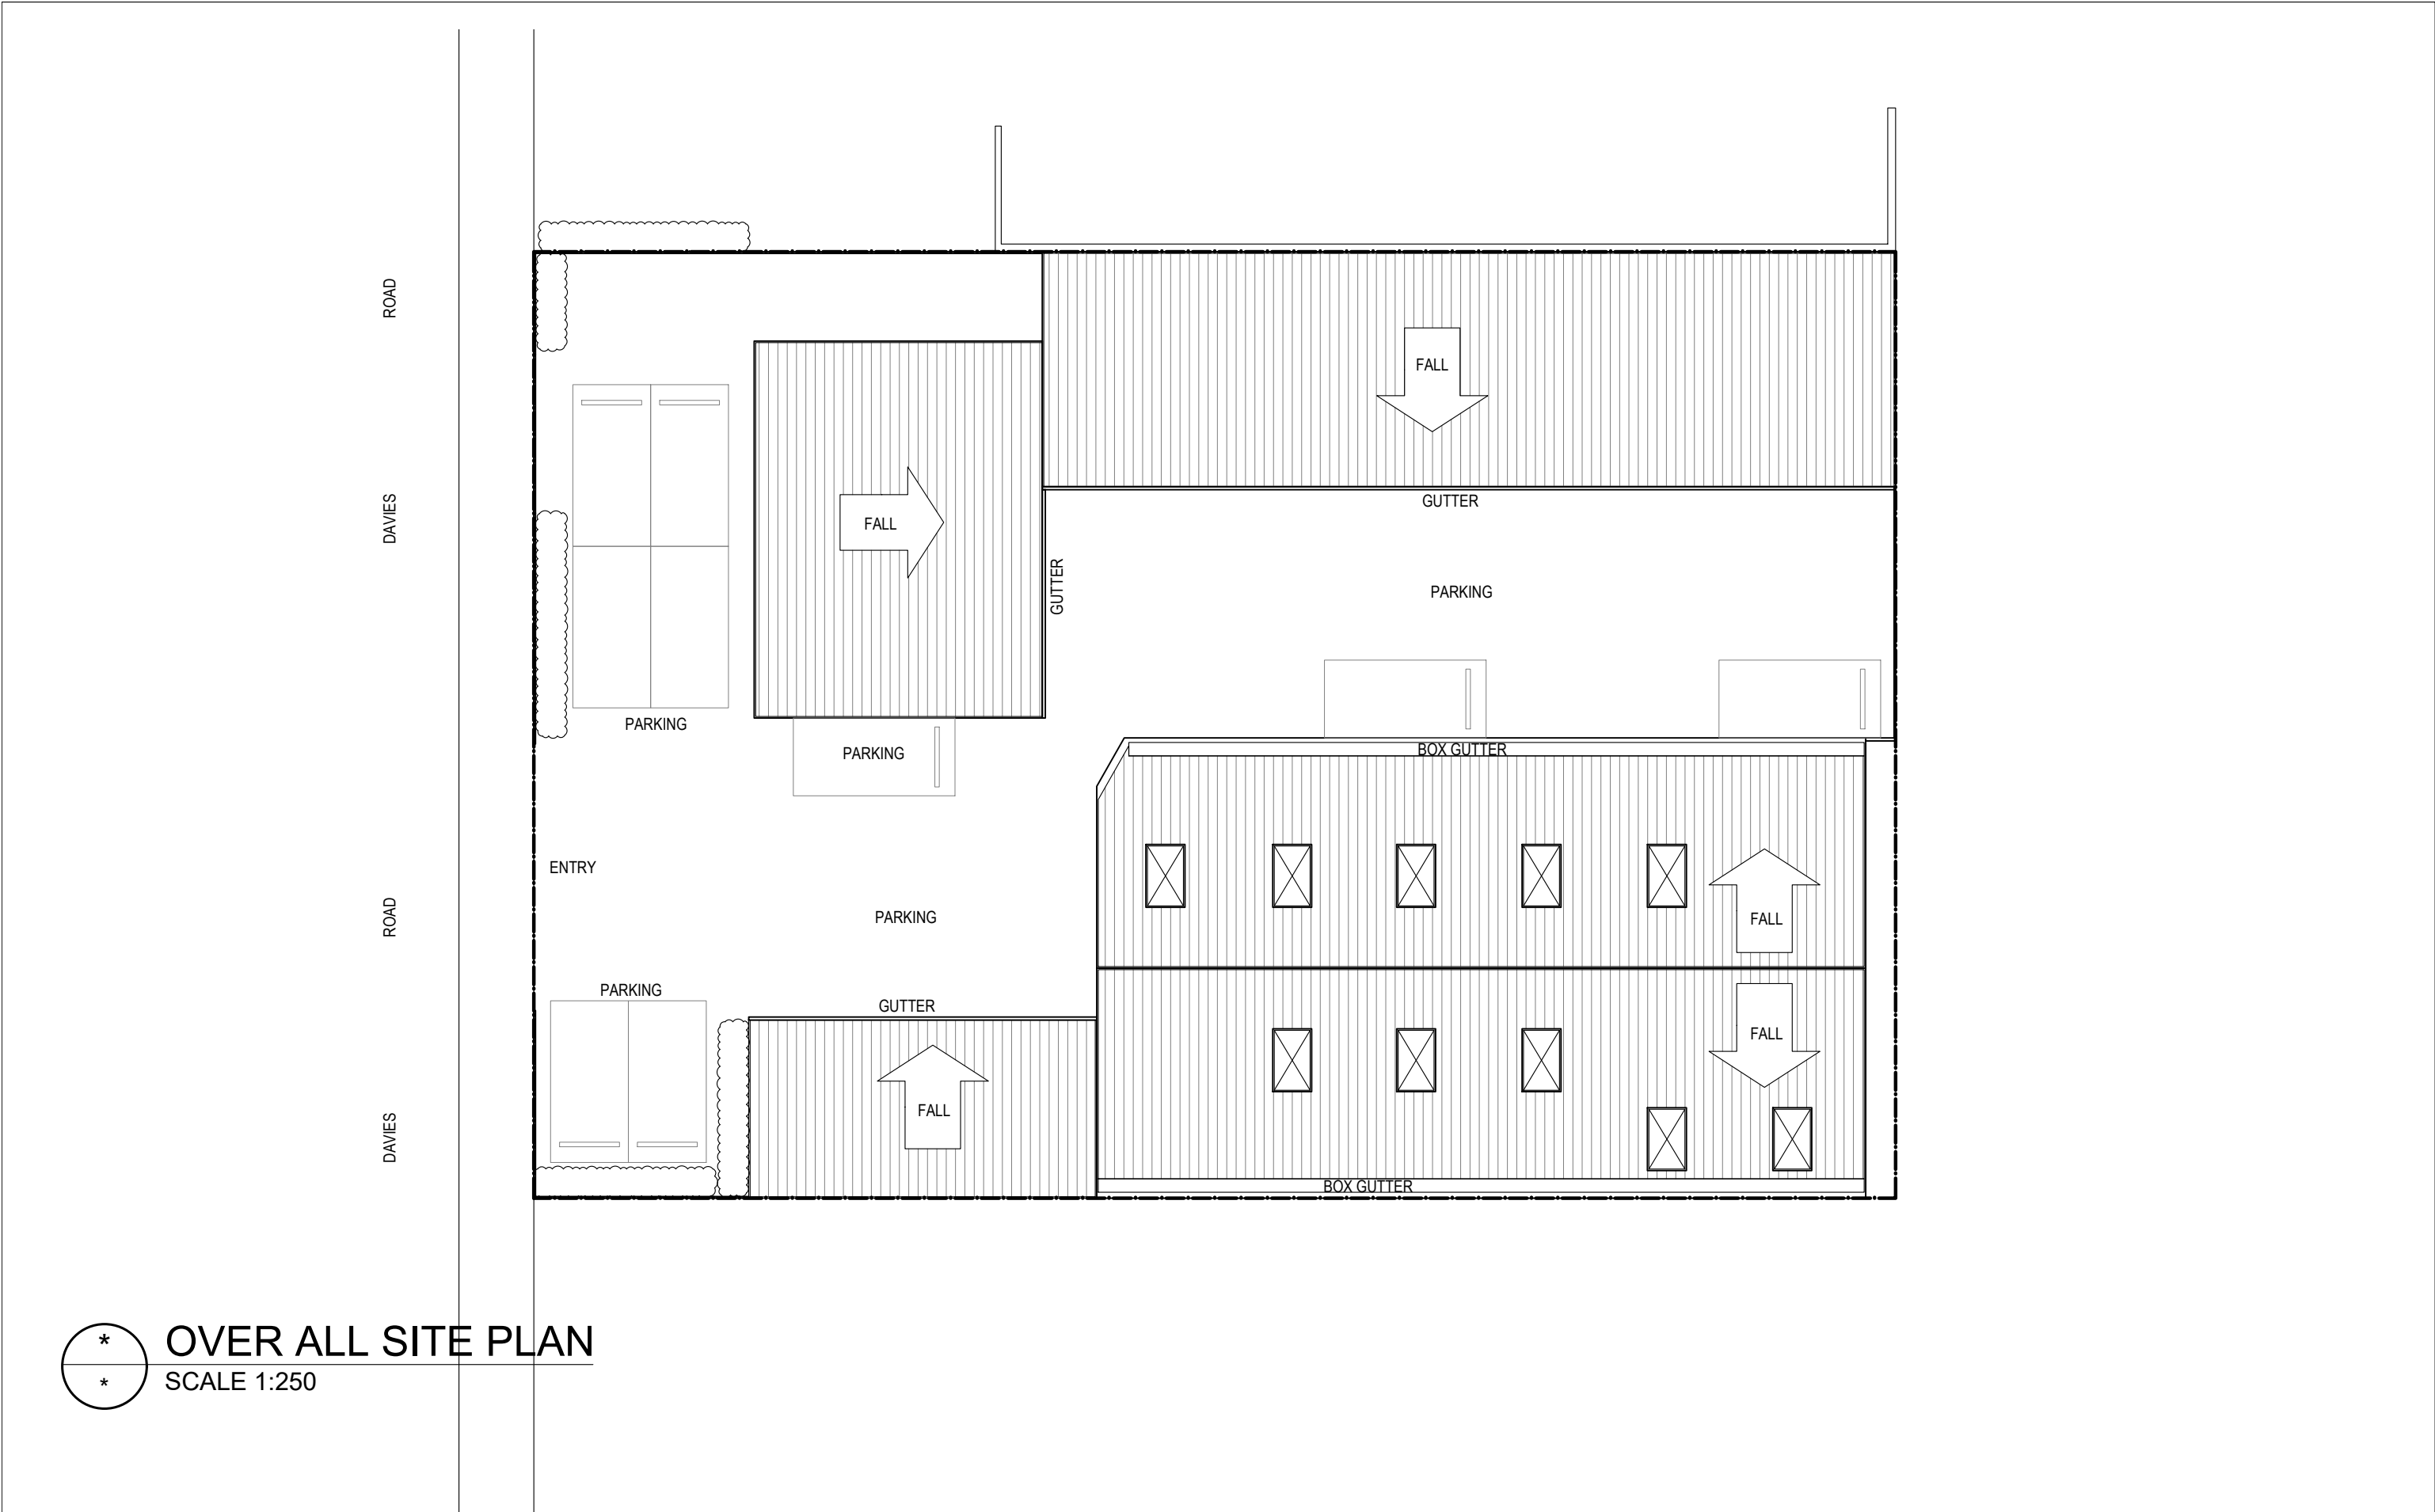 ROAD
FALL
DAVIES
GUTTER
FALL
GUTTER
PARKING
PARKING
PARKING
BOX GUTTER
ENTRY
PARKING
ROAD
FALL
PARKING
GUTTER
FALL
FALL
DAVIES
BOX GUTTER
*
OVER ALL SITE PLAN
*
SCALE 1:250